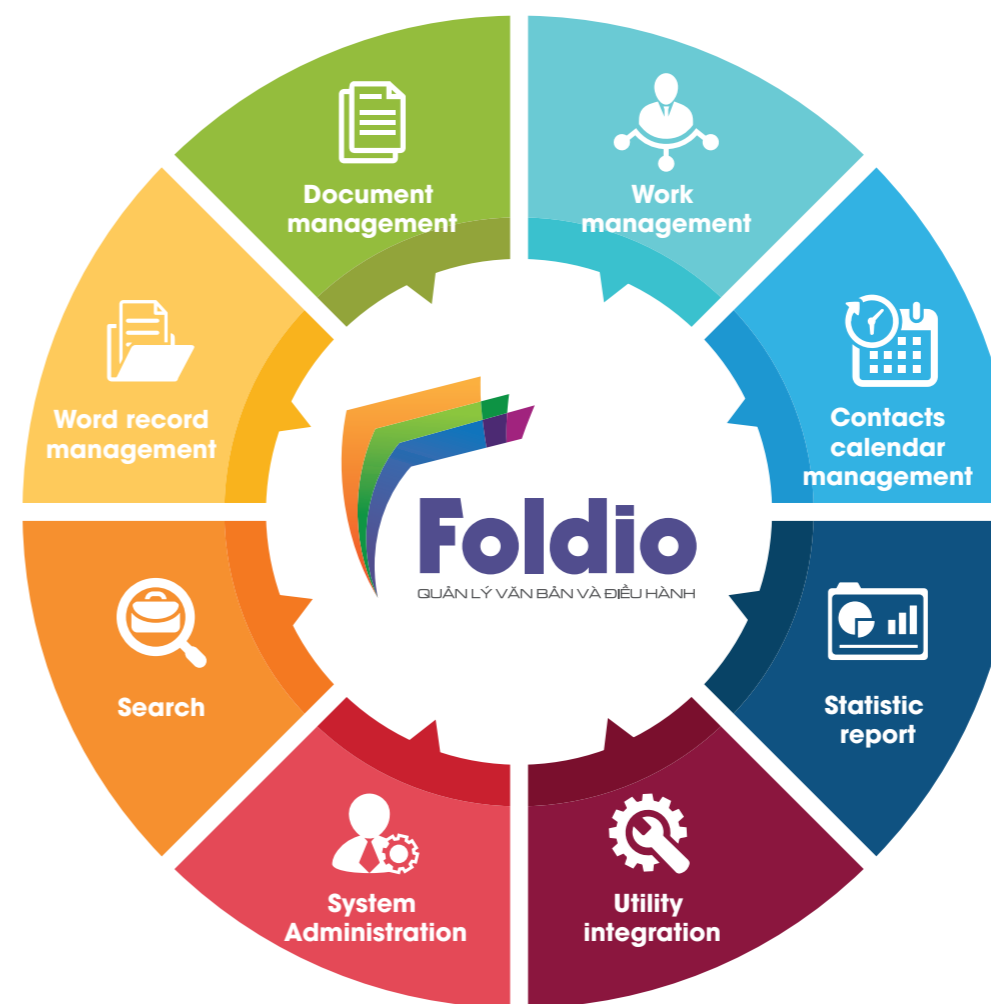 Document
management
Work
management
Word record
management
Contacts
calendar
management
Foldio
QUẢN LÝ VĂN BẢN VÀ ĐIỀU HÀNH
Search
Statistic
report
System
Administration
Utility
integration